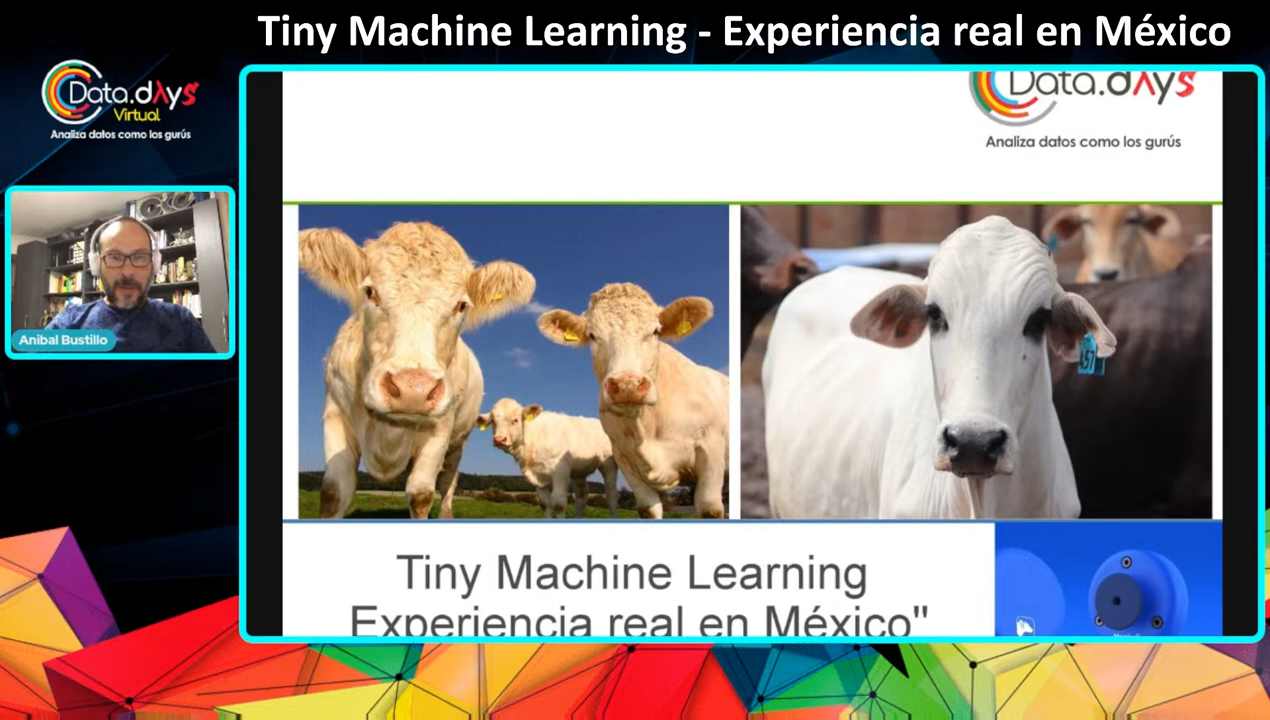 Tiny Machine Learning - Experiencia real en México
Data.dAys
Virtual
Analiza datos como los gurús
Data.dAys
Analiza datos como los gurús
Anibal Bustillo
Tiny Machine Learning
Experiencia real en México"